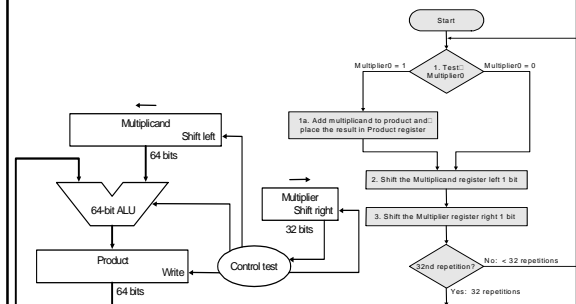 Multiplicand
Shift left
64 bits
64-bit ALU
Multiplier
Shift right
32 bits
Product
Write
Control test
64 bits
Start
Multiplier0 = 1
1. Test
Multiplier0
Multiplier0 = 0
1a. Add multiplicand to product and
place the result in Product register
2. Shift the Multiplicand register left 1 bit
3. Shift the Multiplier register right 1 bit
32nd repetition?
No: < 32 repetitions
Yes: 32 repetitions